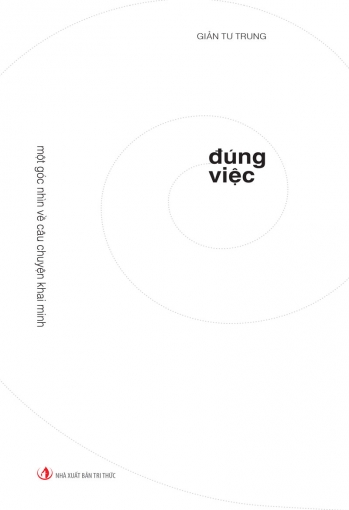 GIẢN TƯ TRUNG
đúng
việc
một góc nhìn về câu chuyện khai minh
NHÀ XUẤT BẢN TRI THỨC